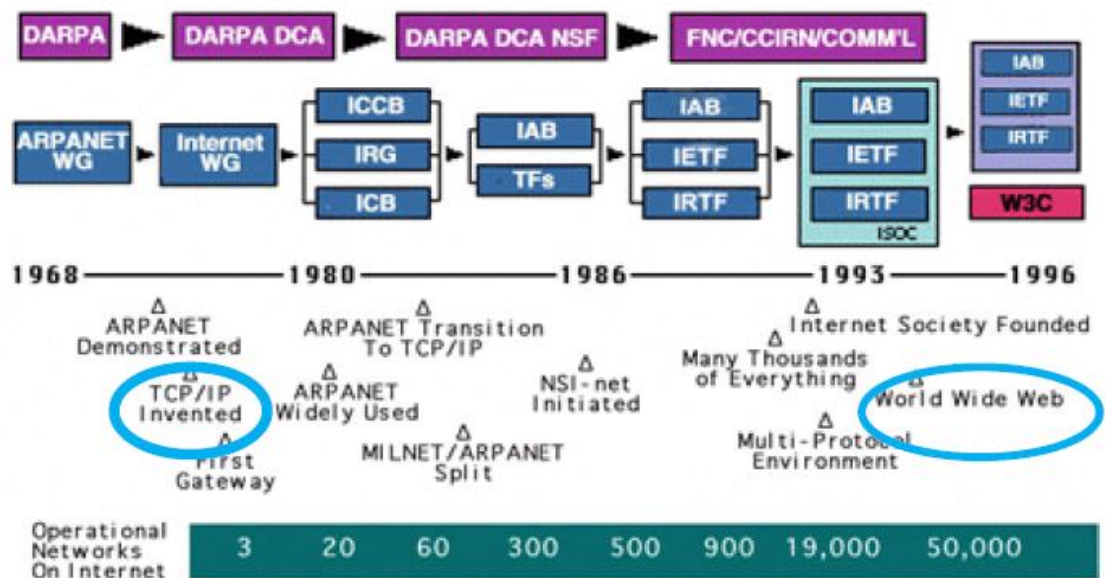 DARPA
DARPA DCA
DARPA DCA NSF
FNC/CCIRN/COMM'L
ARPANET
WG
Internet
WG
ICCB
IRG
ICB
IAB
TFs
IAB
IETF
IRTF
IAB
IETF
IRTF
ISOC
IAB
IETF
IRTF
W3C
1968
1980
1986
1993
1996
ARPANET
Demonstrated
TCP/IP
Invented
First
Gateway
ARPANET Transition
To TCP/IP
ARPANET
Widely Used
MILNET/ARPANET
Split
NSI-net
Initiated
Internet Society Founded
Many Thousands
of Everything
World Wide Web
Multi-Protocol
Environment
Operational
Networks
On Internet
3 20 60 300 500 900 19,000 50,000